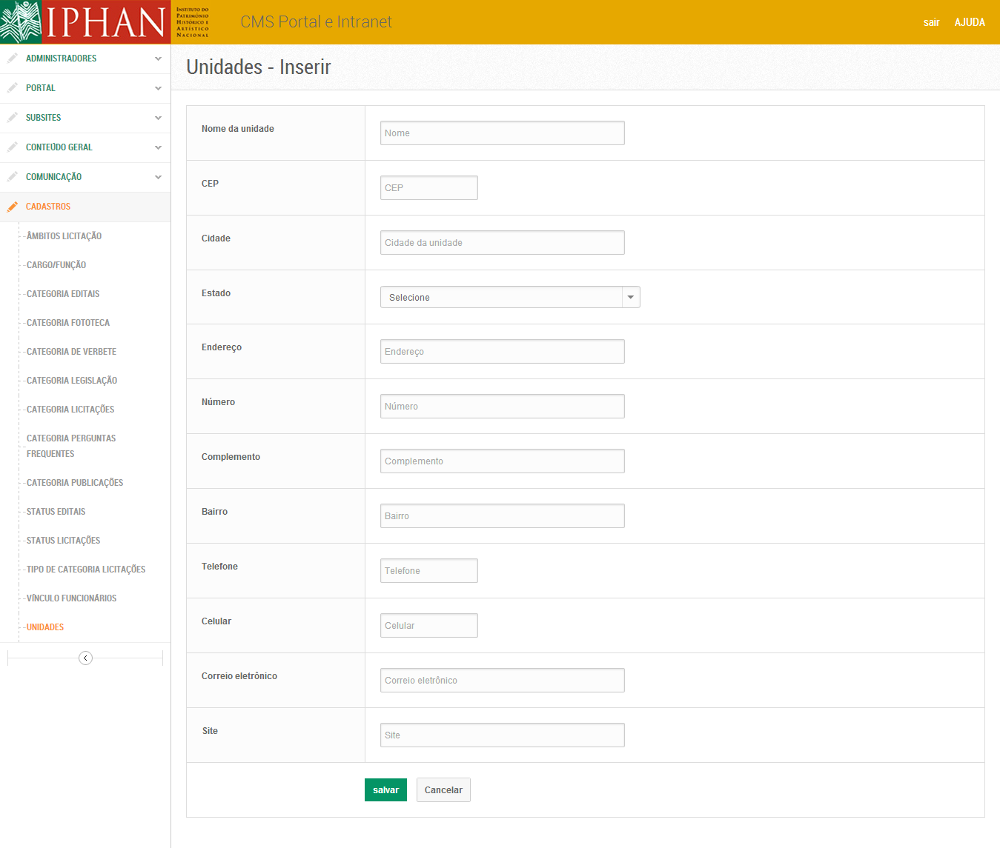 IPHAN
INSTITUTO DO
PATRIMÔNIO
HISTÓRICO E
ARTÍSTICO
NACIONAL
CMS Portal e Intranet
sair
AJUDA
ADMINISTRADORES
PORTAL
SUBSITES
CONTEÚDO GERAL
COMUNICAÇÃO
CADASTROS
ÂMBITOS LICITAÇÃO
CARGO/FUNÇÃO
CATEGORIA EDITAIS
CATEGORIA FOTOTECA
CATEGORIA DE VERBETE
CATEGORIA LEGISLAÇÃO
CATEGORIA LICITAÇÕES
CATEGORIA PERGUNTAS
FREQUENTES
CATEGORIA PUBLICAÇÕES
STATUS EDITAIS
STATUS LICITAÇÕES
TIPO DE CATEGORIA LICITAÇÕES
VÍNCULO FUNCIONÁRIOS
UNIDADES
Unidades - Inserir
Nome da unidade
Nome
CEP
CEP
Cidade
Cidade da unidade
Estado
Selecione
Endereço
Endereço
Número
Número
Complemento
Complemento
Bairro
Bairro
Telefone
Telefone
Celular
Celular
Correio eletrônico
Correio eletrônico
Site
Site
salvar
Cancelar